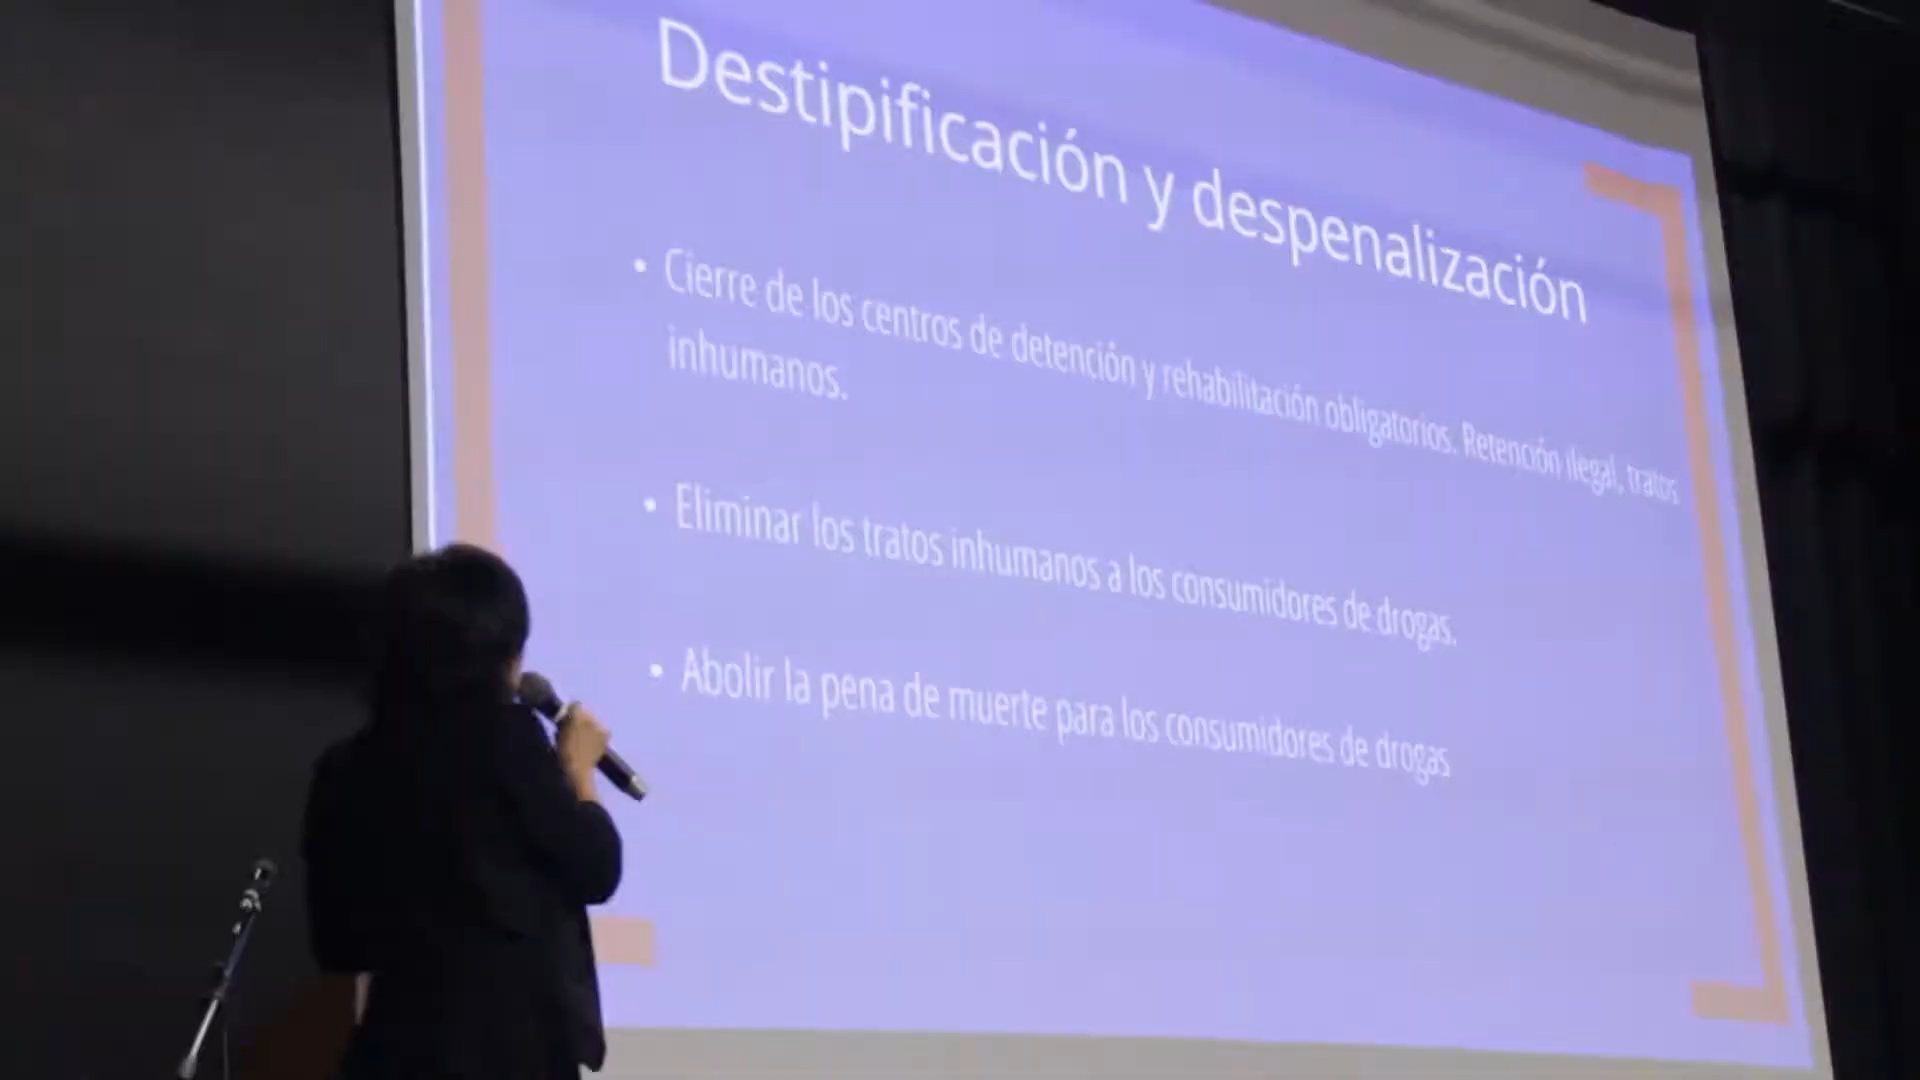 Destipificación y despenalización
• Cierre de los centros de detención y rehabilitación obligatorios. Retención ilegal, tratos
inhumanos.
• Eliminar los tratos inhumanos a los consumidores de drogas.
• Abolir la pena de muerte para los consumidores de drogas